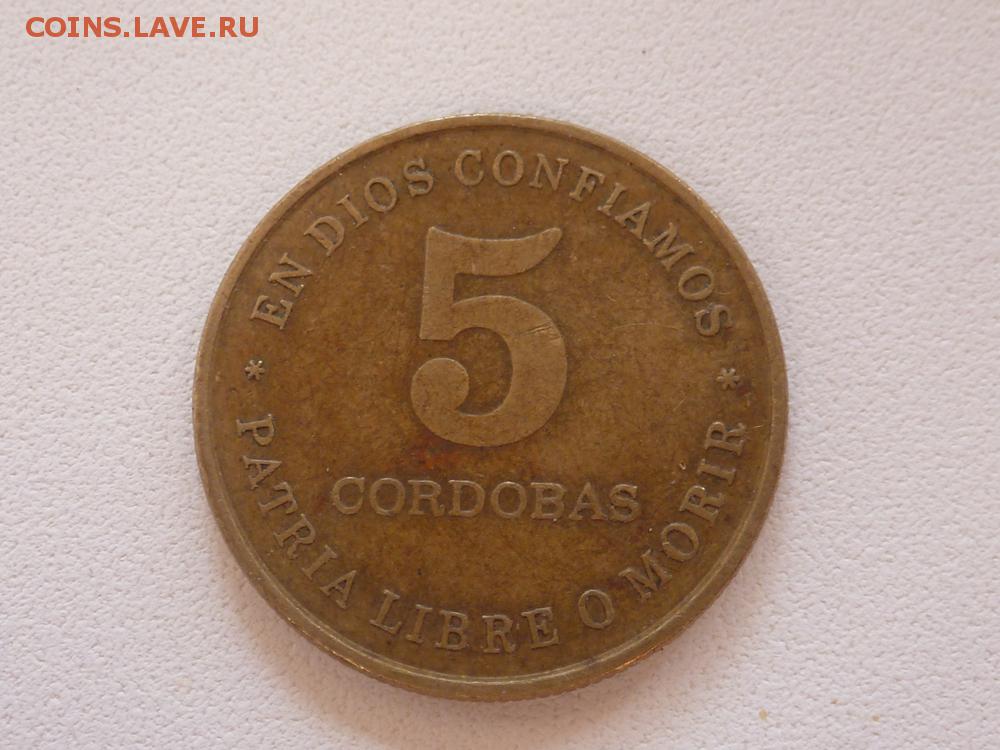 COINS.LAVE.RU
EN DIOS CONFIAMOS
5
CORDOBAS
* PATRIA LIBRE O MORIR *